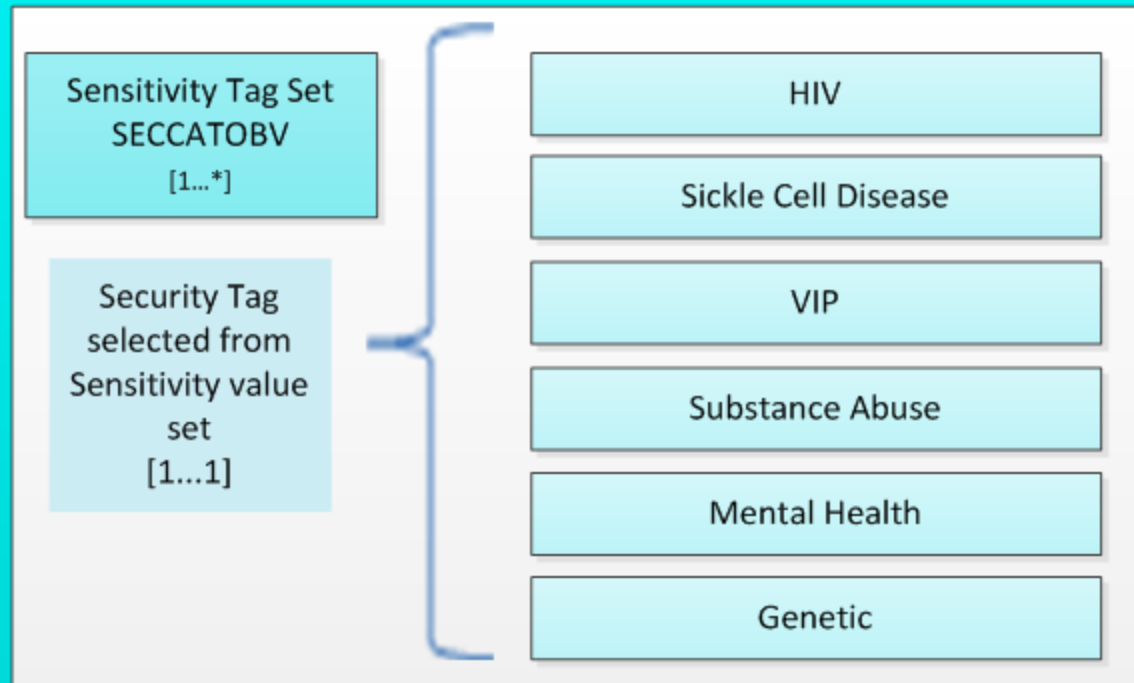 Sensitivity Tag Set
SECCATOBV
[1...*]
Security Tag
selected from
Sensitivity value
set
[1...1]
HIV
Sickle Cell Disease
VIP
Substance Abuse
Mental Health
Genetic